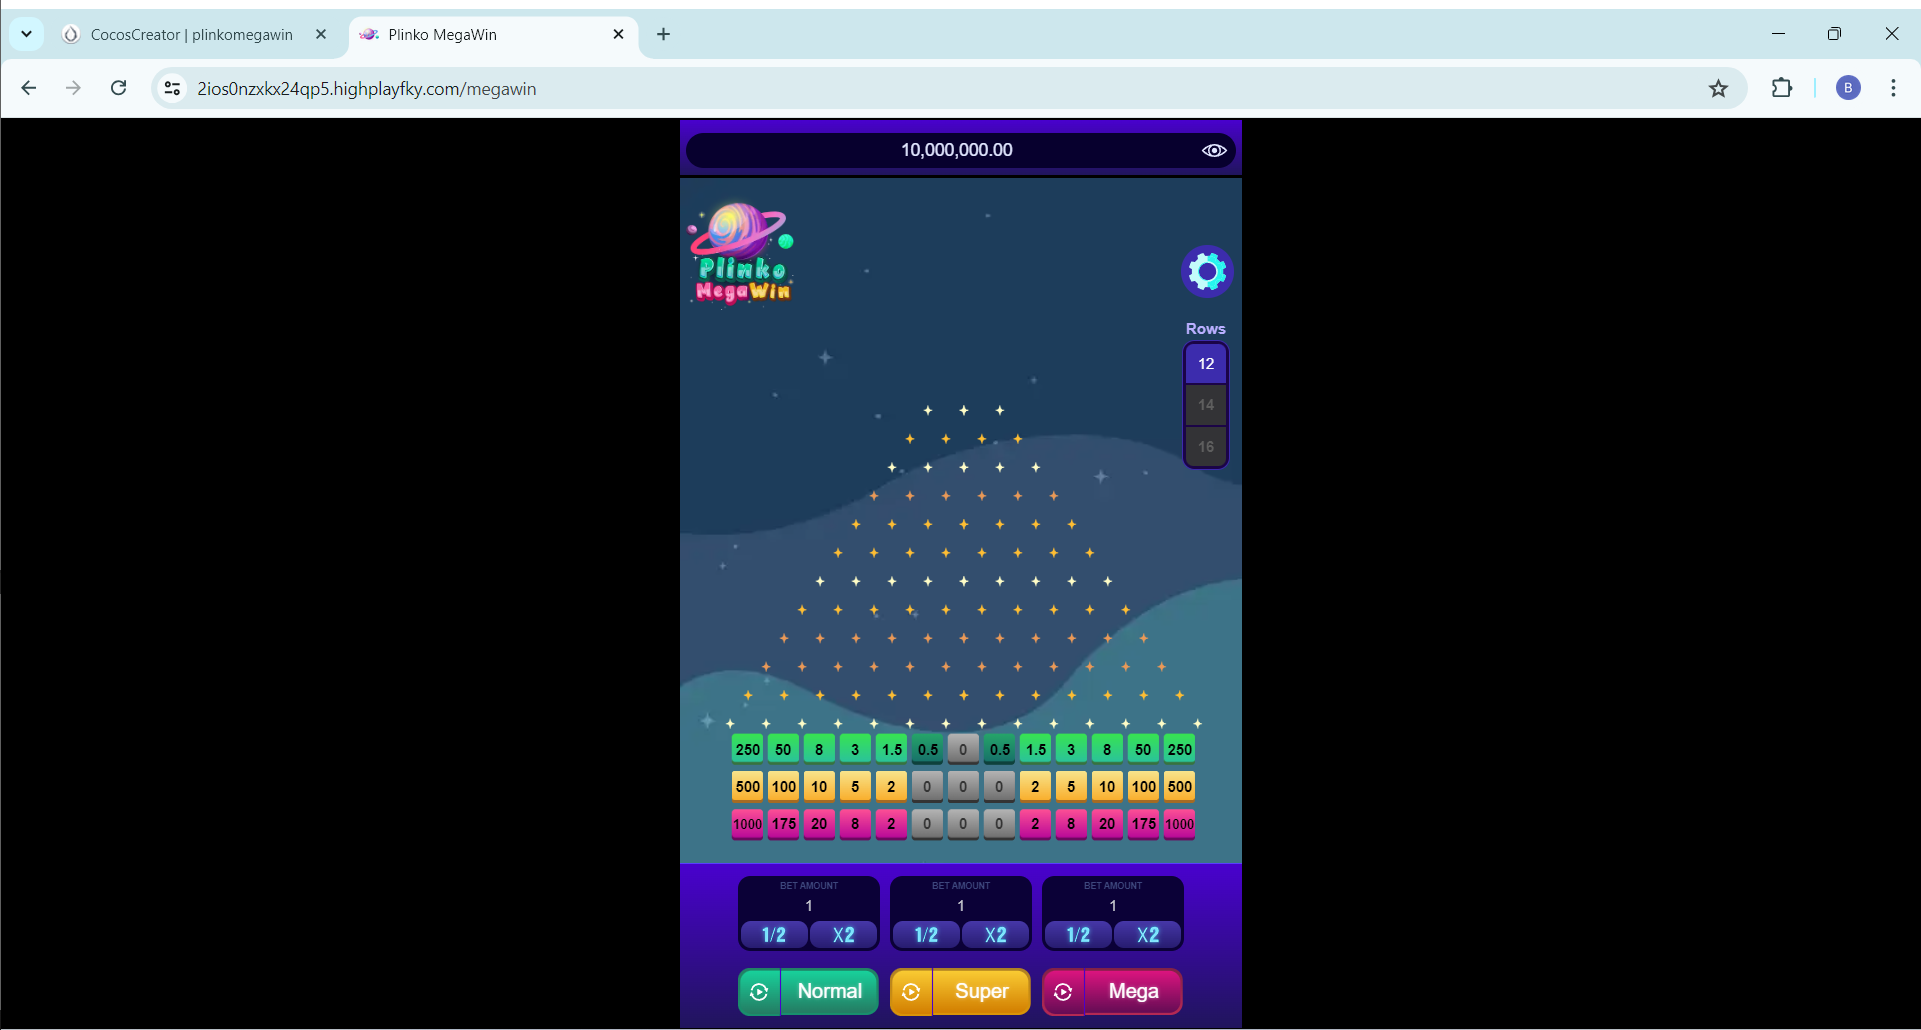 CocosCreator | plinkomegawin
Plinko MegaWin
2ios0nzxkx24qp5.highplayfky.com/megawin
B
10,000,000.00
Plinko
MegaWin
Rows
12
14
16
250 50 8 3 1.5 0.5 0 0.5 1.5 3 8 50 250
500 100 10 5 2 0 0 0 2 5 10 100 500
1000 175 20 8 2 0 0 0 2 8 20 175 1000
BET AMOUNT BET AMOUNT BET AMOUNT
1 1 1
1/2 X2 1/2 X2 1/2 X2
Normal Super Mega